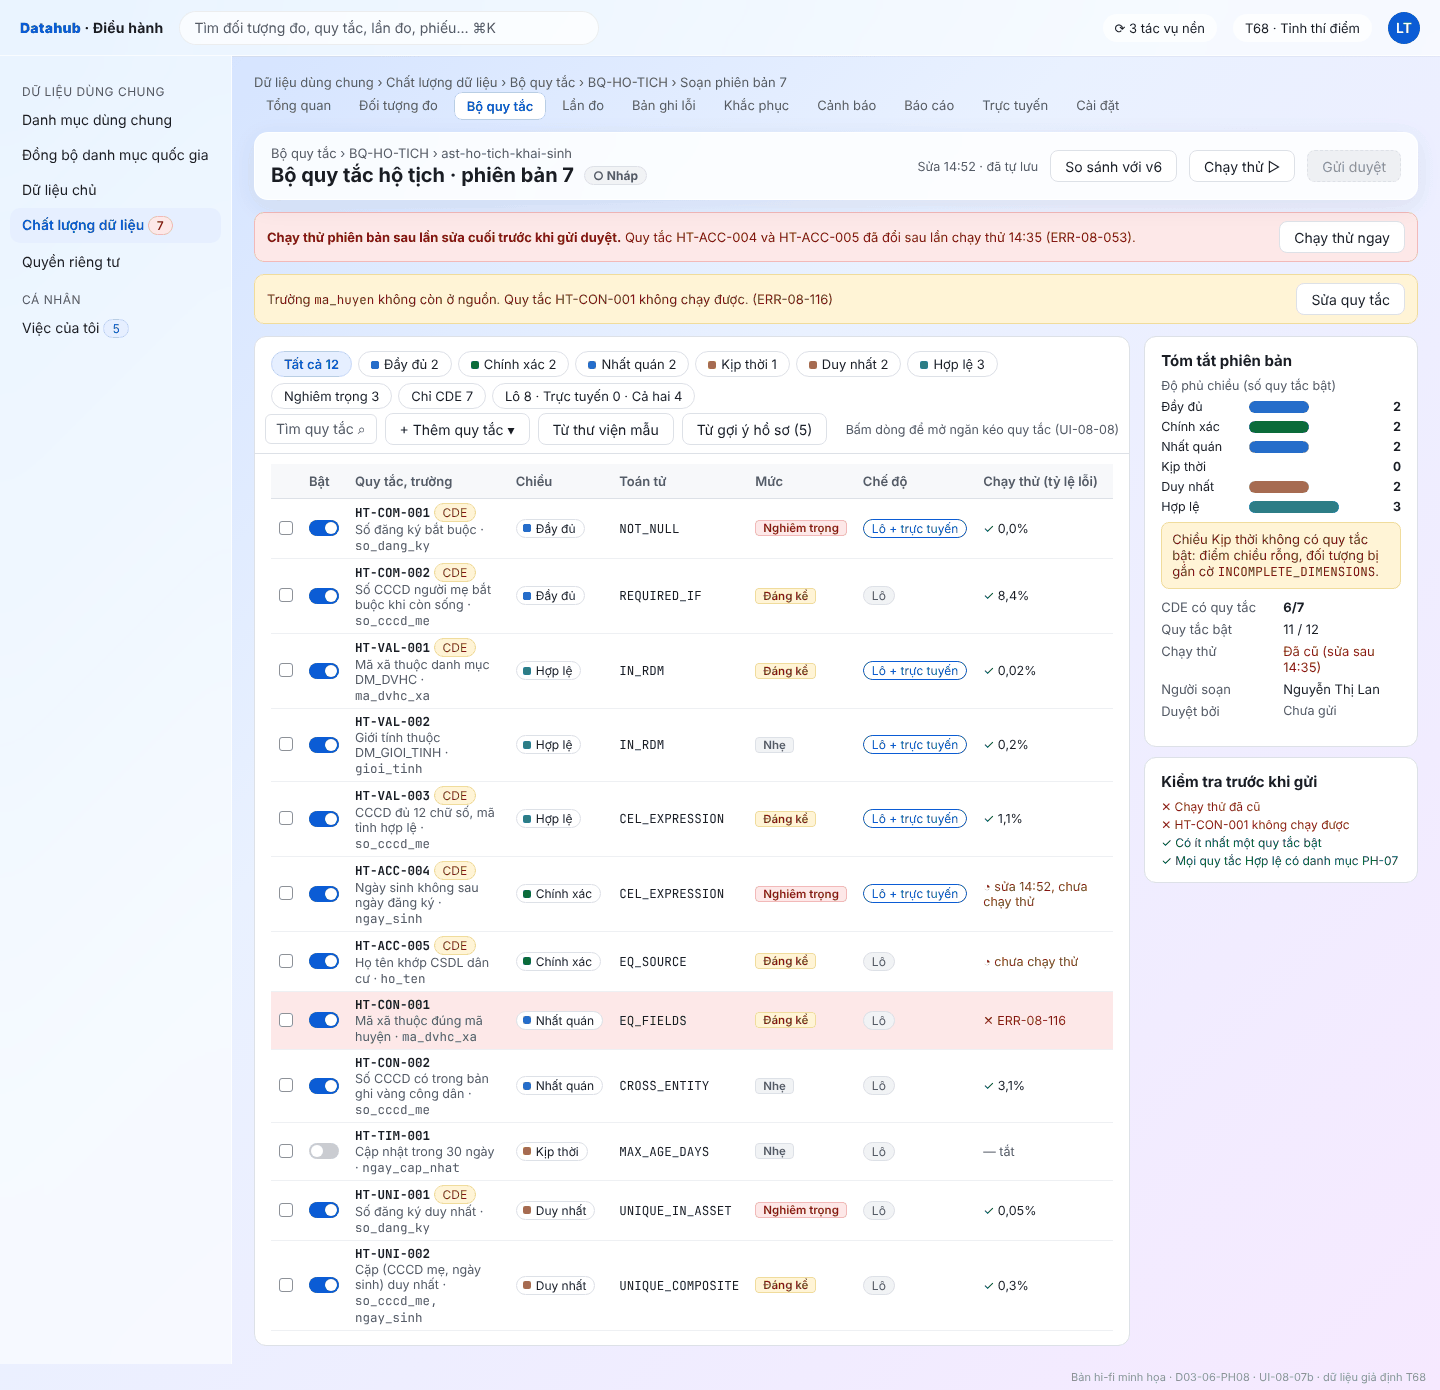 Datahub · Điều hành
Tìm đối tượng đo, quy tắc, lần đo, phiếu... ⌘K
⟳ 3 tác vụ nền
T68 · Tỉnh thí điểm
LT
DỮ LIỆU DÙNG CHUNG
Danh mục dùng chung
Đồng bộ danh mục quốc gia
Dữ liệu chủ
Chất lượng dữ liệu 7
Quyền riêng tư
CÁ NHÂN
Việc của tôi 5
Dữ liệu dùng chung › Chất lượng dữ liệu › Bộ quy tắc › BQ-HO-TICH › Soạn phiên bản 7
Tổng quan
Đối tượng đo
Bộ quy tắc
Lần đo
Bản ghi lỗi
Khắc phục
Cảnh báo
Báo cáo
Trực tuyến
Cài đặt
Bộ quy tắc › BQ-HO-TICH › ast-ho-tich-khai-sinh
Bộ quy tắc hộ tịch · phiên bản 7
○ Nháp
Sửa 14:52 · đã tự lưu
So sánh với v6
Chạy thử ▷
Gửi duyệt
Chạy thử phiên bản sau lần sửa cuối trước khi gửi duyệt. Quy tắc HT-ACC-004 và HT-ACC-005 đã đổi sau lần chạy thử 14:35 (ERR-08-053).
Chạy thử ngay
Trường ma_huyen không còn ở nguồn. Quy tắc HT-CON-001 không chạy được. (ERR-08-116)
Sửa quy tắc
Tất cả 12
Đầy đủ 2
Chính xác 2
Nhất quán 2
Kịp thời 1
Duy nhất 2
Hợp lệ 3
Nghiêm trọng 3
Chỉ CDE 7
Lô 8 · Trực tuyến 0 · Cả hai 4
Tìm quy tắc ⌕
+ Thêm quy tắc ▾
Từ thư viện mẫu
Từ gợi ý hồ sơ (5)
Bấm dòng để mở ngăn kéo quy tắc (UI-08-08)
Bật Quy tắc, trường Chiều Toán tử Mức Chế độ Chạy thử (tỷ lệ lỗi)
HT-COM-001 CDE
Số đăng ký bắt buộc ·
so_dang_ky
Đầy đủ NOT_NULL Nghiêm trọng Lô + trực tuyến ✓ 0,0%
HT-COM-002 CDE
Số CCCD người mẹ bắt
buộc khi còn sống ·
so_cccd_me
Đầy đủ REQUIRED_IF Đáng kể Lô ✓ 8,4%
HT-VAL-001 CDE
Mã xã thuộc danh mục
DM_DVHC ·
ma_dvhc_xa
Hợp lệ IN_RDM Đáng kể Lô + trực tuyến ✓ 0,02%
HT-VAL-002
Giới tính thuộc
DM_GIOI_TINH ·
gioi_tinh
Hợp lệ IN_RDM Nhẹ Lô + trực tuyến ✓ 0,2%
HT-VAL-003 CDE
CCCD đủ 12 chữ số, mã
tỉnh hợp lệ ·
so_cccd_me
Hợp lệ CEL_EXPRESSION Đáng kể Lô + trực tuyến ✓ 1,1%
HT-ACC-004 CDE
Ngày sinh không sau
ngày đăng ký ·
ngay_sinh
Chính xác CEL_EXPRESSION Nghiêm trọng Lô + trực tuyến sửa 14:52, chưa
chạy thử
HT-ACC-005 CDE
Họ tên khớp CSDL dân
cư · ho_ten
Chính xác EQ_SOURCE Đáng kể Lô chưa chạy thử
HT-CON-001
Mã xã thuộc đúng mã
huyện · ma_dvhc_xa
Nhất quán EQ_FIELDS Đáng kể Lô ✕ ERR-08-116
HT-CON-002
Số CCCD có trong bản
ghi vàng công dân ·
so_cccd_me
Nhất quán CROSS_ENTITY Nhẹ Lô ✓ 3,1%
HT-TIM-001
Cập nhật trong 30 ngày
· ngay_cap_nhat
Kịp thời MAX_AGE_DAYS Nhẹ Lô — tắt
HT-UNI-001 CDE
Số đăng ký duy nhất ·
so_dang_ky
Duy nhất UNIQUE_IN_ASSET Nghiêm trọng Lô ✓ 0,05%
HT-UNI-002
Cặp (CCCD mẹ, ngày
sinh) duy nhất ·
so_cccd_me,
ngay_sinh
Duy nhất UNIQUE_COMPOSITE Đáng kể Lô ✓ 0,3%
Tóm tắt phiên bản
Độ phủ chiều (số quy tắc bật)
Đầy đủ 2
Chính xác 2
Nhất quán 2
Kịp thời 0
Duy nhất 2
Hợp lệ 3
Chiều Kịp thời không có quy tắc
bật: điểm chiều rỗng, đối tượng bị
gắn cờ INCOMPLETE_DIMENSIONS.
CDE có quy tắc 6/7
Quy tắc bật 11 / 12
Chạy thử Đã cũ (sửa sau
14:35)
Người soạn Nguyễn Thị Lan
Duyệt bởi Chưa gửi
Kiểm tra trước khi gửi
✕ Chạy thử đã cũ
✕ HT-CON-001 không chạy được
✓ Có ít nhất một quy tắc bật
✓ Mọi quy tắc Hợp lệ có danh mục PH-07
Bản hi-fi minh họa · D03-06-PH08 · UI-08-07b · dữ liệu giả định T68